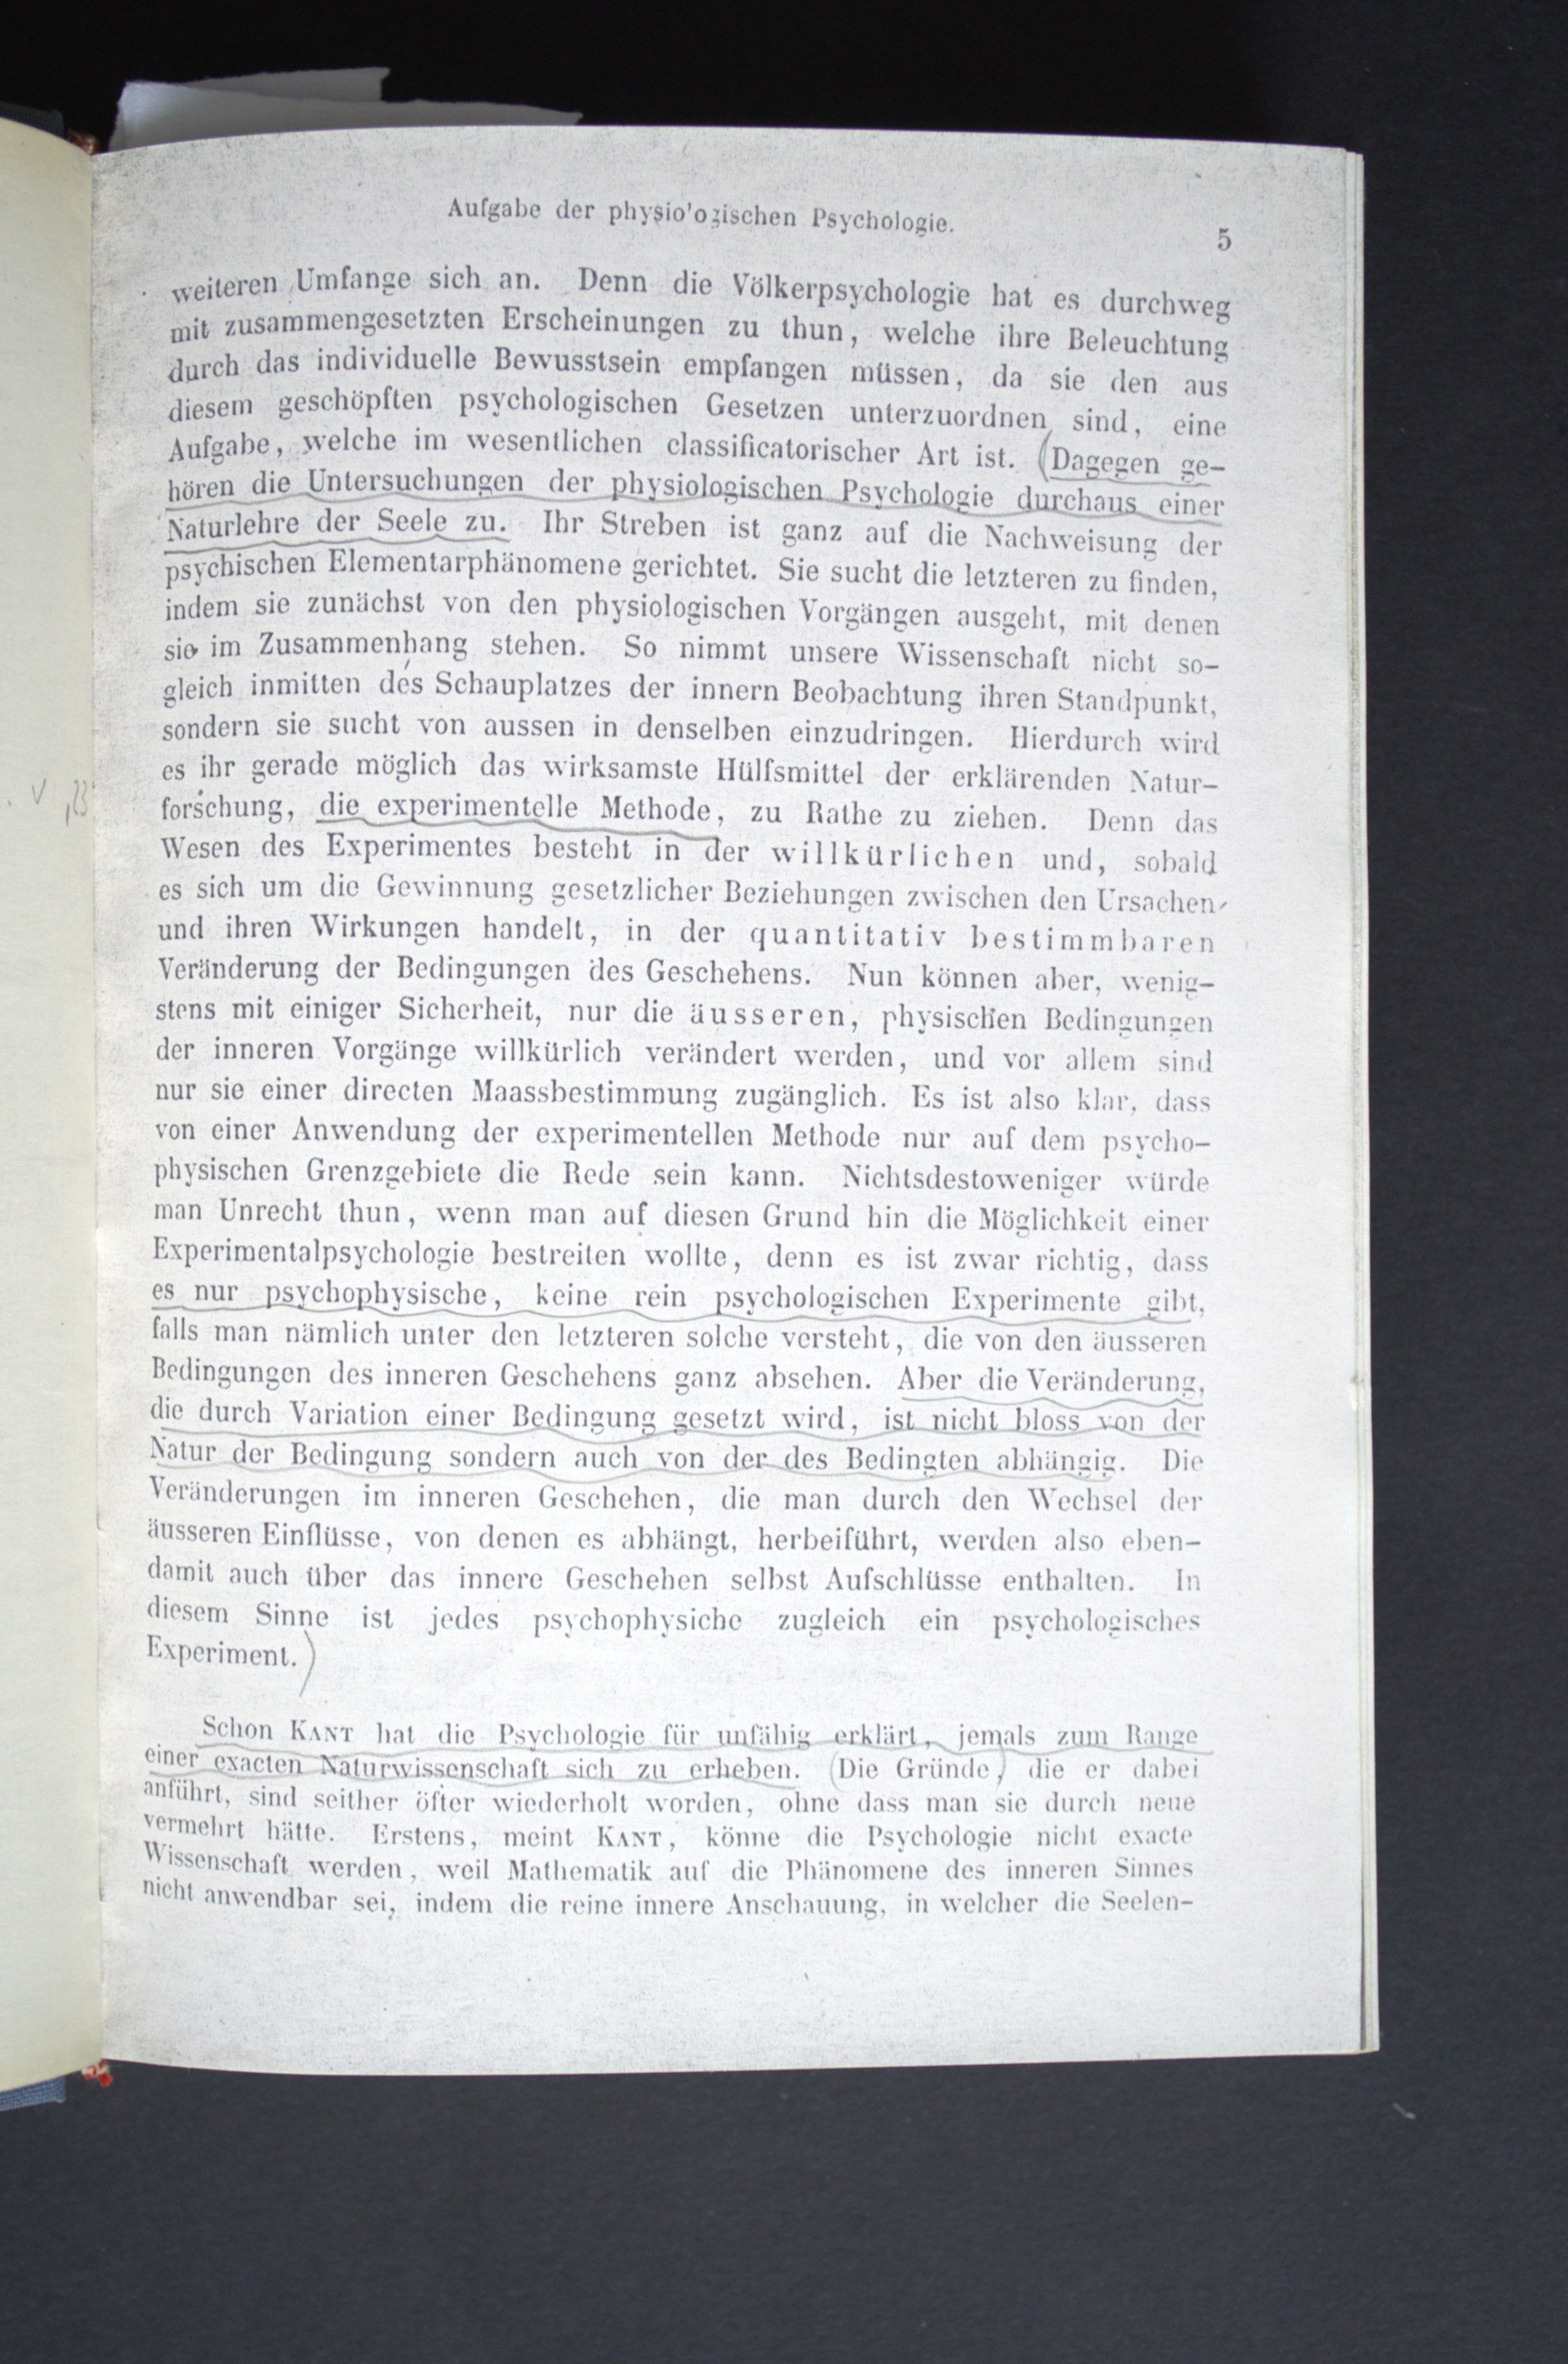 Aufgabe der physiologischen Psychologie.
5
weiteren Umfange sich an. Denn die Völkerpsychologie hat es durchweg
mit zusammengesetzten Erscheinungen zu thun, welche ihre Beleuchtung
durch das individuelle Bewusstsein empfangen müssen, da sie den aus
diesem geschöpften psychologischen Gesetzen unterzuordnen sind, eine
Aufgabe, welche im wesentlichen classificatorischer Art ist. (Dagegen ge-
hören die Untersuchungen der physiologischen Psychologie durchaus einer
Naturlehre der Seele zu. Ihr Streben ist ganz auf die Nachweisung der
psychischen Elementarphänomene gerichtet. Sie sucht die letzteren zu finden,
indem sie zunächst von den physiologischen Vorgängen ausgeht, mit denen
sie im Zusammenhang stehen. So nimmt unsere Wissenschaft nicht so-
gleich inmitten des Schauplatzes der innern Beobachtung ihren Standpunkt,
sondern sie sucht von aussen in denselben einzudringen. Hierdurch wird
es ihr gerade möglich das wirksamste Hülfsmittel der erklärenden Natur-
forschung, die experimentelle Methode, zu Rathe zu ziehen. Denn das
Wesen des Experimentes besteht in der willkürlichen und, sobald
es sich um die Gewinnung gesetzlicher Beziehungen zwischen den Ursachen
und ihren Wirkungen handelt, in der quantitativ bestimmbaren
Veränderung der Bedingungen des Geschehens. Nun können aber, wenig-
stens mit einiger Sicherheit, nur die äusseren, physischen Bedingungen
der inneren Vorgänge willkürlich verändert werden, und vor allem sind
nur sie einer directen Maassbestimmung zugänglich. Es ist also klar, dass
von einer Anwendung der experimentellen Methode nur auf dem psycho-
physischen Grenzgebiete die Rede sein kann. Nichtsdestoweniger würde
man Unrecht thun, wenn man auf diesen Grund hin die Möglichkeit einer
Experimentalpsychologie bestreiten wollte, denn es ist zwar richtig, dass
es nur psychophysische, keine rein psychologischen Experimente gibt,
falls man nämlich unter den letzteren solche versteht, die von den äusseren
Bedingungen des inneren Geschehens ganz absehen. Aber die Veränderung,
die durch Variation einer Bedingung gesetzt wird, ist nicht bloss von der
Natur der Bedingung sondern auch von der des Bedingten abhängig. Die
Veränderungen im inneren Geschehen, die man durch den Wechsel der
äusseren Einflüsse, von denen es abhängt, herbeiführt, werden also eben-
damit auch über das innere Geschehen selbst Aufschlüsse enthalten. In
diesem Sinne ist jedes psychophysiche zugleich ein psychologisches
Experiment.)
Schon KANT hat die Psychologie für unfähig erklärt, jemals zum Range
einer exacten Naturwissenschaft sich zu erheben. (Die Gründe) die er dabei
anführt, sind seither öfter wiederholt worden, ohne dass man sie durch neue
vermehrt hätte. Erstens, meint KANT, könne die Psychologie nicht exacte
Wissenschaft werden, weil Mathematik auf die Phänomene des inneren Sinnes
nicht anwendbar sei, indem die reine innere Anschauung, in welcher die Seelen-